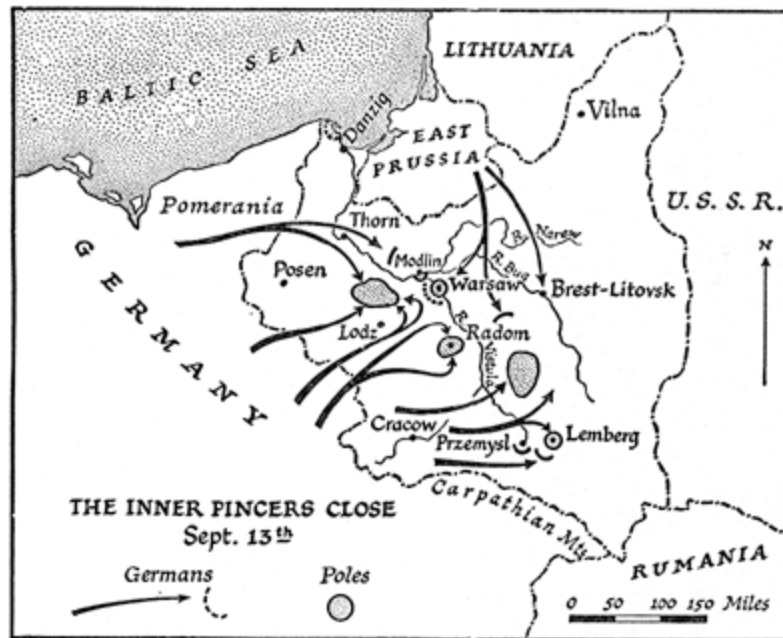 BALTIC SEA
LITHUANIA
Vilna
Danzig
EAST
PRUSSIA
U. S. S. R.
Pomerania
Thorn
Rd Narew
N
Modlin
R. Bug
GERMANY
Posen
Warsaw
Brest-Litovsk
Lodz
R. Vistula
Radom
Cracow
Przemysl
Lemberg
Carpathian Mts
THE INNER PINCERS CLOSE
Sept. 13th
RUMANIA
Germans
Poles
0 50 100 150 Miles